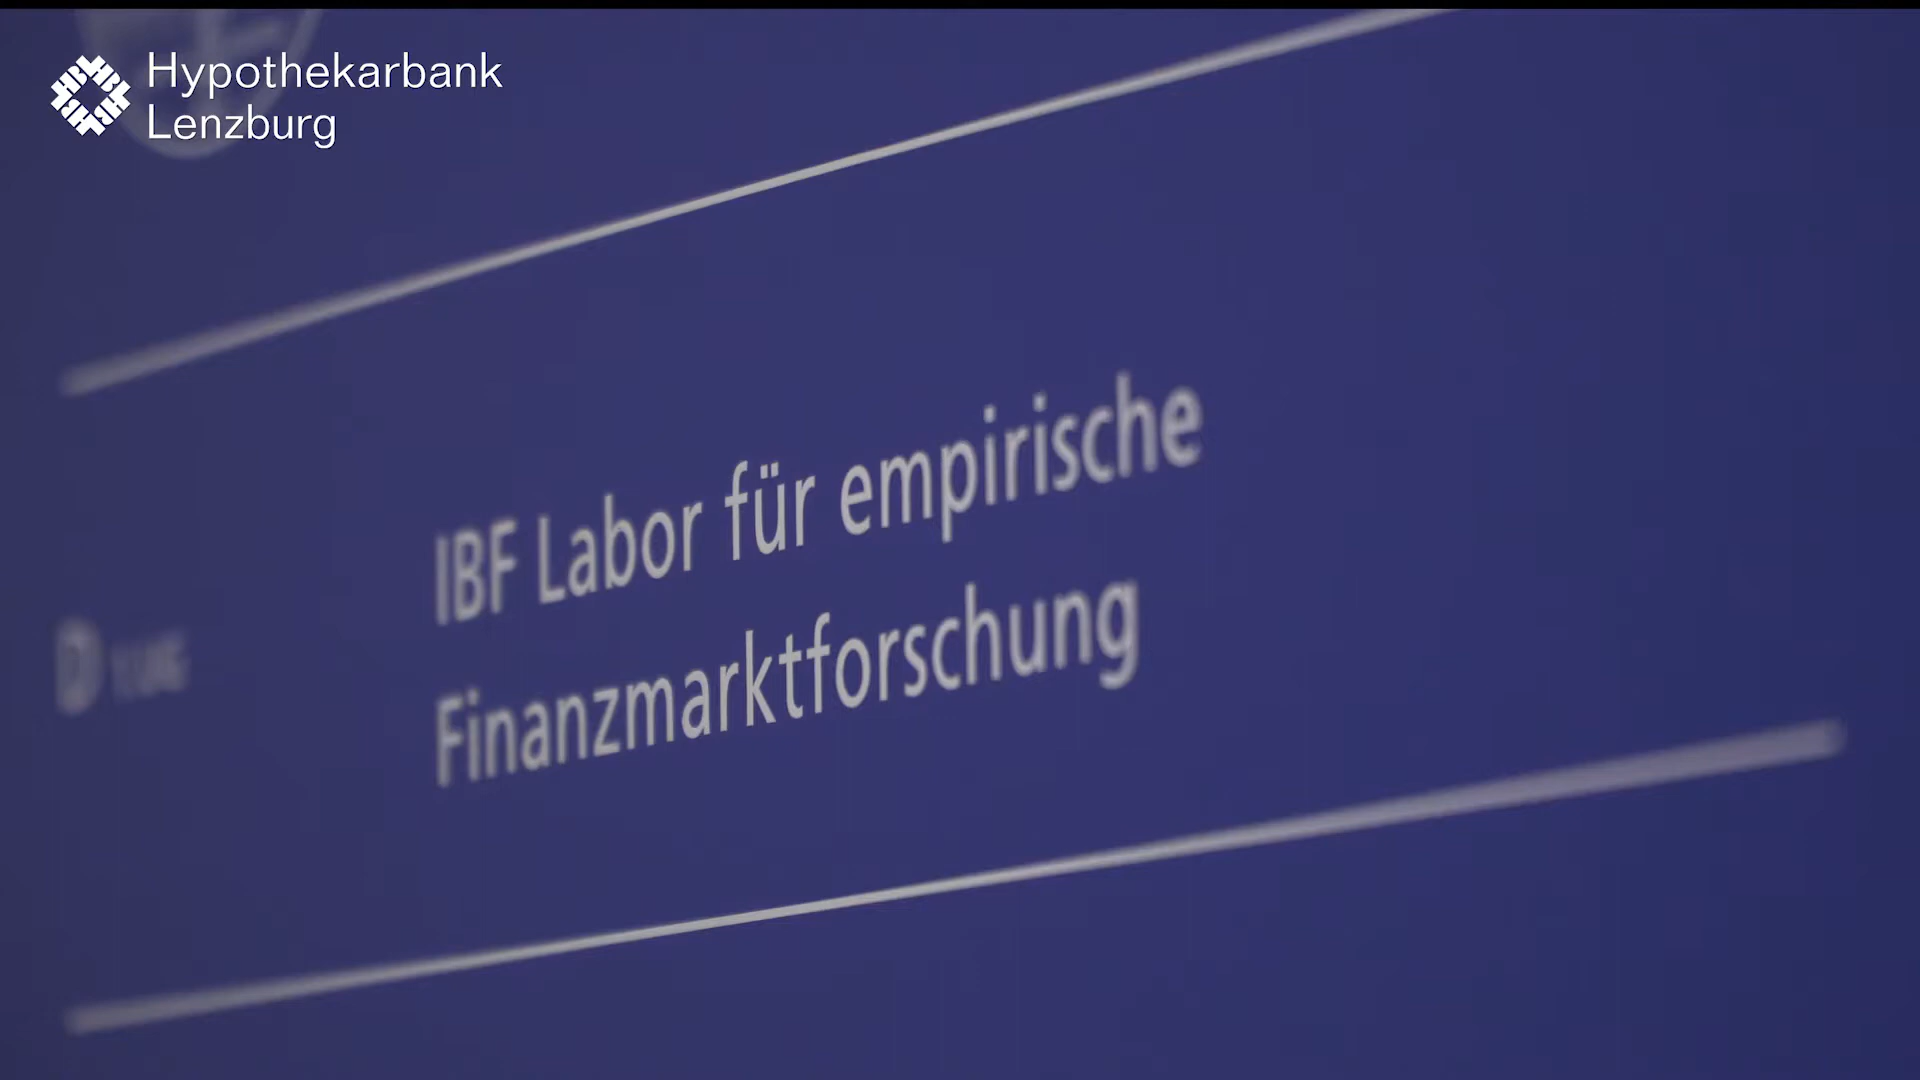 Hypothekarbank
Lenzburg
IBF Labor für empirische
Finanzmarktforschung
D